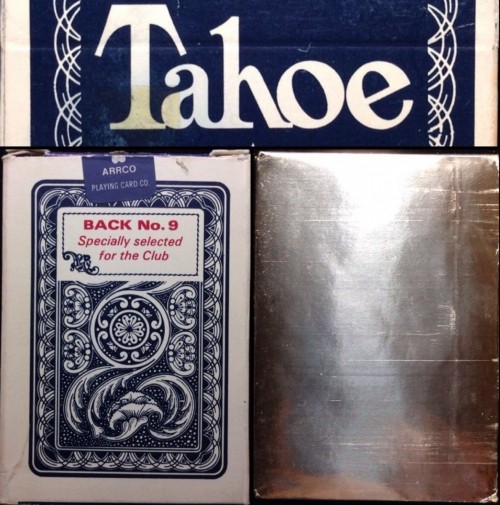 Tahoe
ARRCO
PLAYING CARD CO.
BACK No. 9
Specially selected
for the Club